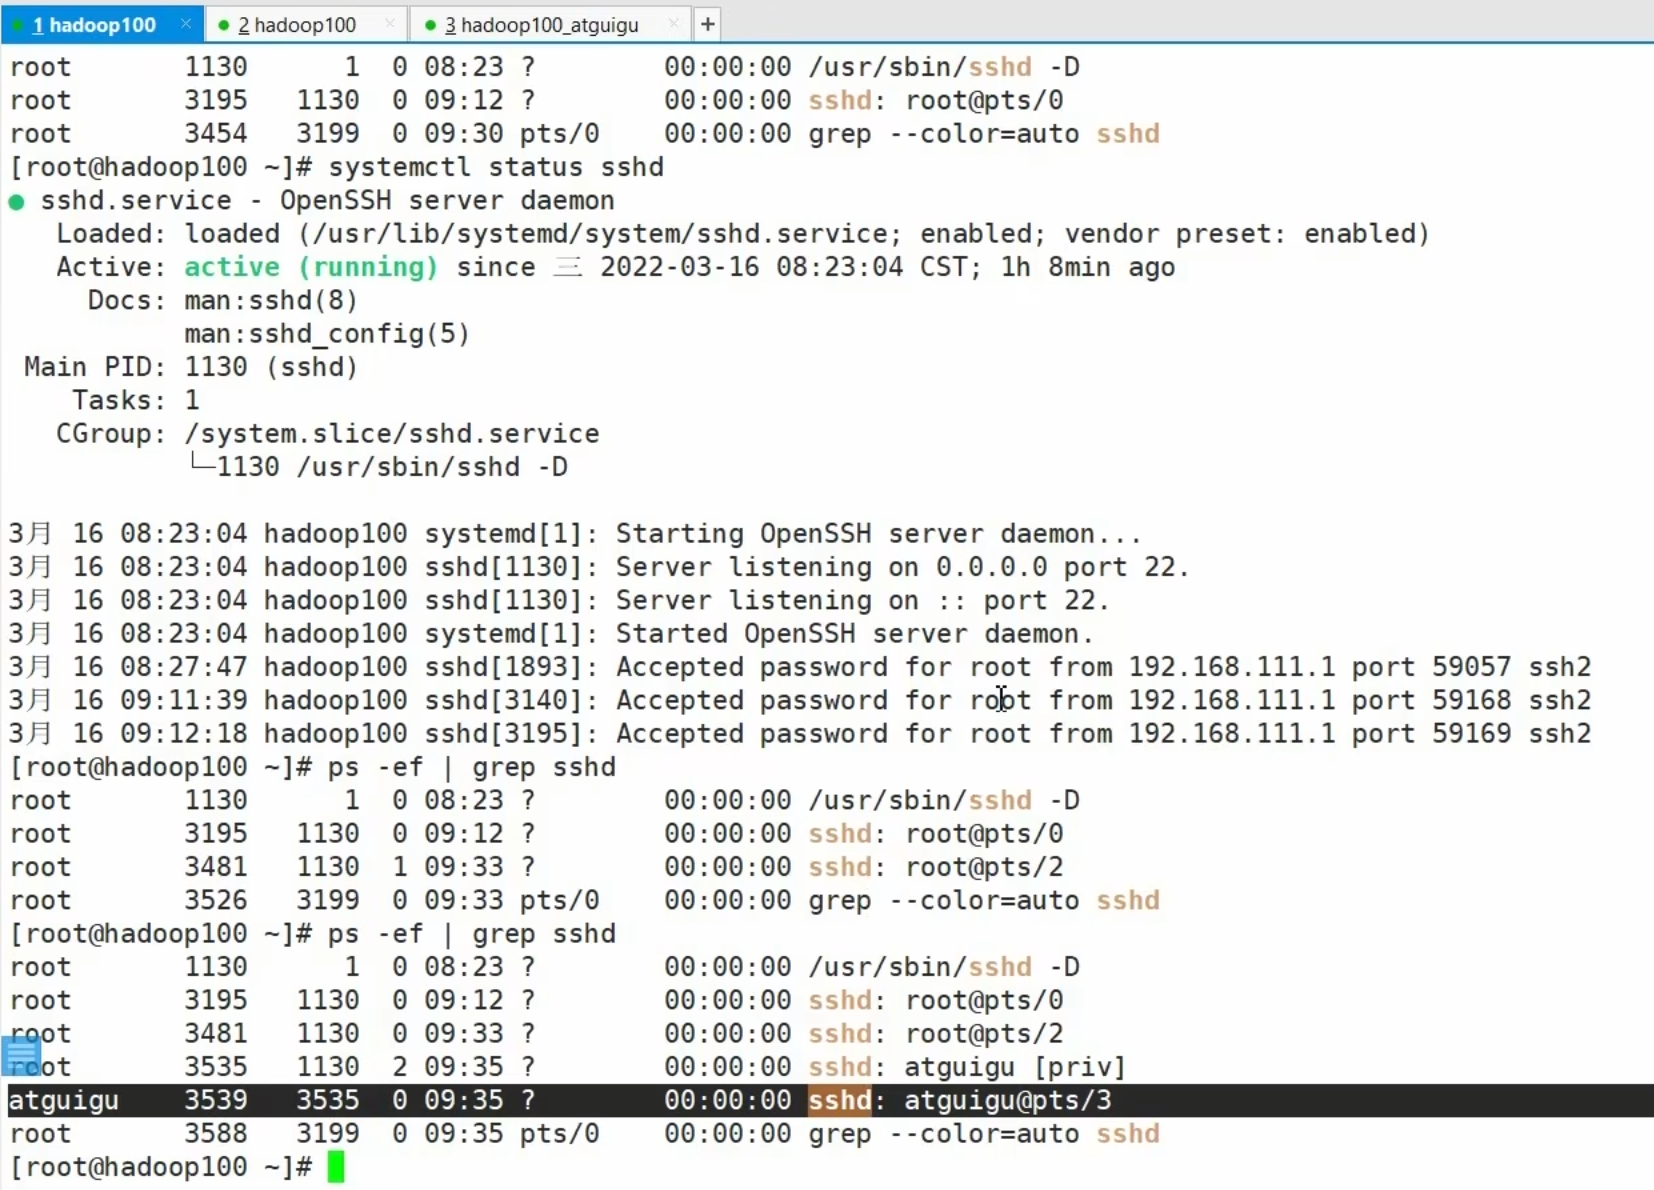 1 hadoop100 × 2 hadoop100 × 3 hadoop100_atguigu × +
root 1130 1 0 08:23 ? 00:00:00 /usr/sbin/sshd -D
root 3195 1130 0 09:12 ? 00:00:00 sshd: root@pts/0
root 3454 3199 0 09:30 pts/0 00:00:00 grep --color=auto sshd
[root@hadoop100 ~]# systemctl status sshd
● sshd.service - OpenSSH server daemon
Loaded: loaded (/usr/lib/systemd/system/sshd.service; enabled; vendor preset: enabled)
Active: active (running) since 三 2022-03-16 08:23:04 CST; 1h 8min ago
Docs: man:sshd(8)
man:sshd_config(5)
Main PID: 1130 (sshd)
Tasks: 1
CGroup: /system.slice/sshd.service
└─1130 /usr/sbin/sshd -D
3月 16 08:23:04 hadoop100 systemd[1]: Starting OpenSSH server daemon...
3月 16 08:23:04 hadoop100 sshd[1130]: Server listening on 0.0.0.0 port 22.
3月 16 08:23:04 hadoop100 sshd[1130]: Server listening on :: port 22.
3月 16 08:23:04 hadoop100 systemd[1]: Started OpenSSH server daemon.
3月 16 08:27:47 hadoop100 sshd[1893]: Accepted password for root from 192.168.111.1 port 59057 ssh2
3月 16 09:11:39 hadoop100 sshd[3140]: Accepted password for root from 192.168.111.1 port 59168 ssh2
3月 16 09:12:18 hadoop100 sshd[3195]: Accepted password for root from 192.168.111.1 port 59169 ssh2
[root@hadoop100 ~]# ps -ef | grep sshd
root 1130 1 0 08:23 ? 00:00:00 /usr/sbin/sshd -D
root 3195 1130 0 09:12 ? 00:00:00 sshd: root@pts/0
root 3481 1130 1 09:33 ? 00:00:00 sshd: root@pts/2
root 3526 3199 0 09:33 pts/0 00:00:00 grep --color=auto sshd
[root@hadoop100 ~]# ps -ef | grep sshd
root 1130 1 0 08:23 ? 00:00:00 /usr/sbin/sshd -D
root 3195 1130 0 09:12 ? 00:00:00 sshd: root@pts/0
root 3481 1130 0 09:33 ? 00:00:00 sshd: root@pts/2
root 3535 1130 2 09:35 ? 00:00:00 sshd: atguigu [priv]
atguigu 3539 3535 0 09:35 ? 00:00:00 sshd: atguigu@pts/3
root 3588 3199 0 09:35 pts/0 00:00:00 grep --color=auto sshd
[root@hadoop100 ~]#